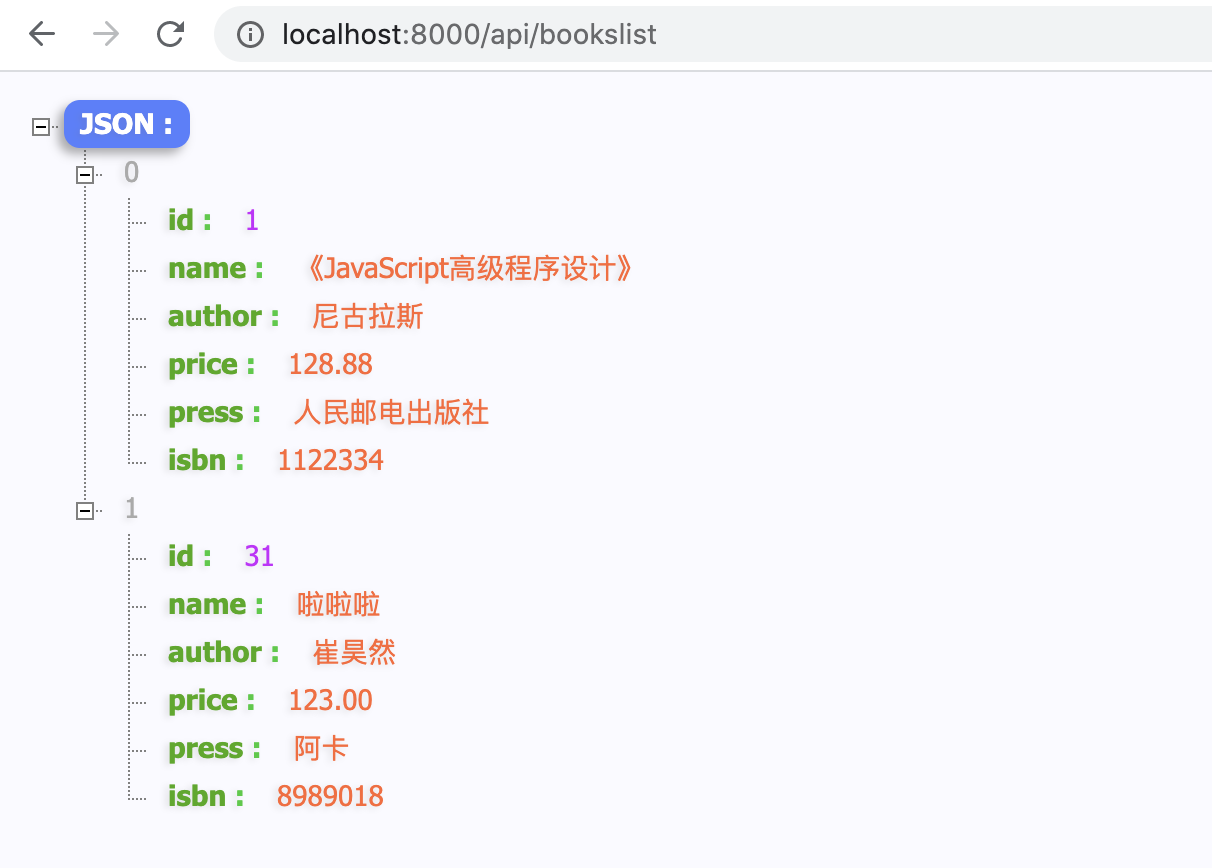 localhost:8000/api/bookslist
JSON :
0
id : 1
name : 《JavaScript高级程序设计》
author : 尼古拉斯
price : 128.88
press : 人民邮电出版社
isbn : 1122334
1
id : 31
name : 啦啦啦
author : 崔昊然
price : 123.00
press : 阿卡
isbn : 8989018